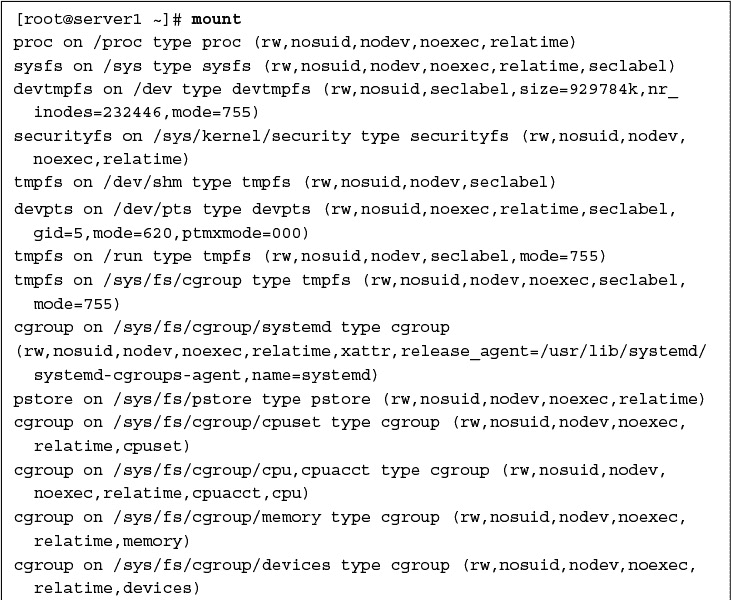 [root@server1 ~]# mount
proc on /proc type proc (rw,nosuid,nodev,noexec,relatime)
sysfs on /sys type sysfs (rw,nosuid,nodev,noexec,relatime,seclabel)
devtmpfs on /dev type devtmpfs (rw,nosuid,seclabel,size=929784k,nr_
inodes=232446,mode=755)
securityfs on /sys/kernel/security type securityfs (rw,nosuid,nodev,
noexec,relatime)
tmpfs on /dev/shm type tmpfs (rw,nosuid,nodev,seclabel)
devpts on /dev/pts type devpts (rw,nosuid,noexec,relatime,seclabel,
gid=5,mode=620,ptmxmode=000)
tmpfs on /run type tmpfs (rw,nosuid,nodev,seclabel,mode=755)
tmpfs on /sys/fs/cgroup type tmpfs (rw,nosuid,nodev,noexec,seclabel,
mode=755)
cgroup on /sys/fs/cgroup/systemd type cgroup
(rw,nosuid,nodev,noexec,relatime,xattr,release_agent=/usr/lib/systemd/
systemd-cgroups-agent,name=systemd)
pstore on /sys/fs/pstore type pstore (rw,nosuid,nodev,noexec,relatime)
cgroup on /sys/fs/cgroup/cpuset type cgroup (rw,nosuid,nodev,noexec,
relatime,cpuset)
cgroup on /sys/fs/cgroup/cpu,cpuacct type cgroup (rw,nosuid,nodev,
noexec,relatime,cpuacct,cpu)
cgroup on /sys/fs/cgroup/memory type cgroup (rw,nosuid,nodev,noexec,
relatime,memory)
cgroup on /sys/fs/cgroup/devices type cgroup (rw,nosuid,nodev,noexec,
relatime,devices)